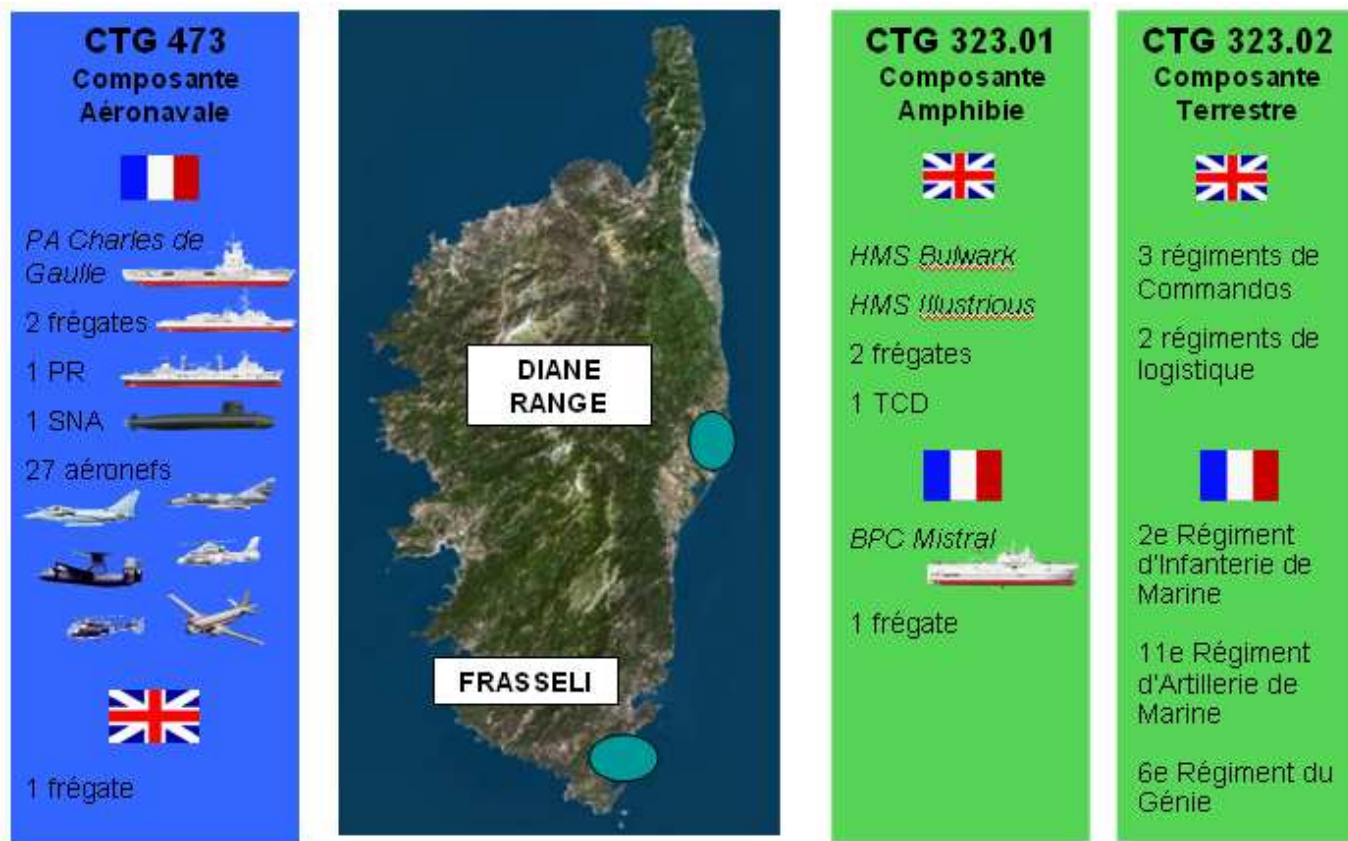 CTG 473
Composante
Aéronavale
PA Charles de
Gaulle
2 frégates
1 PR
1 SNA
27 aéronefs
1 frégate
DIANE
RANGE
FRASSELI
CTG 323.01
Composante
Amphibie
HMS Bulwark
HMS Illustrious
2 frégates
1 TCD
BPC Mistral
1 frégate
CTG 323.02
Composante
Terrestre
3 régiments de
Commandos
2 régiments de
logistique
2e Régiment
d'Infanterie de
Marine
11e Régiment
d'Artillerie de
Marine
6e Régiment du
Génie